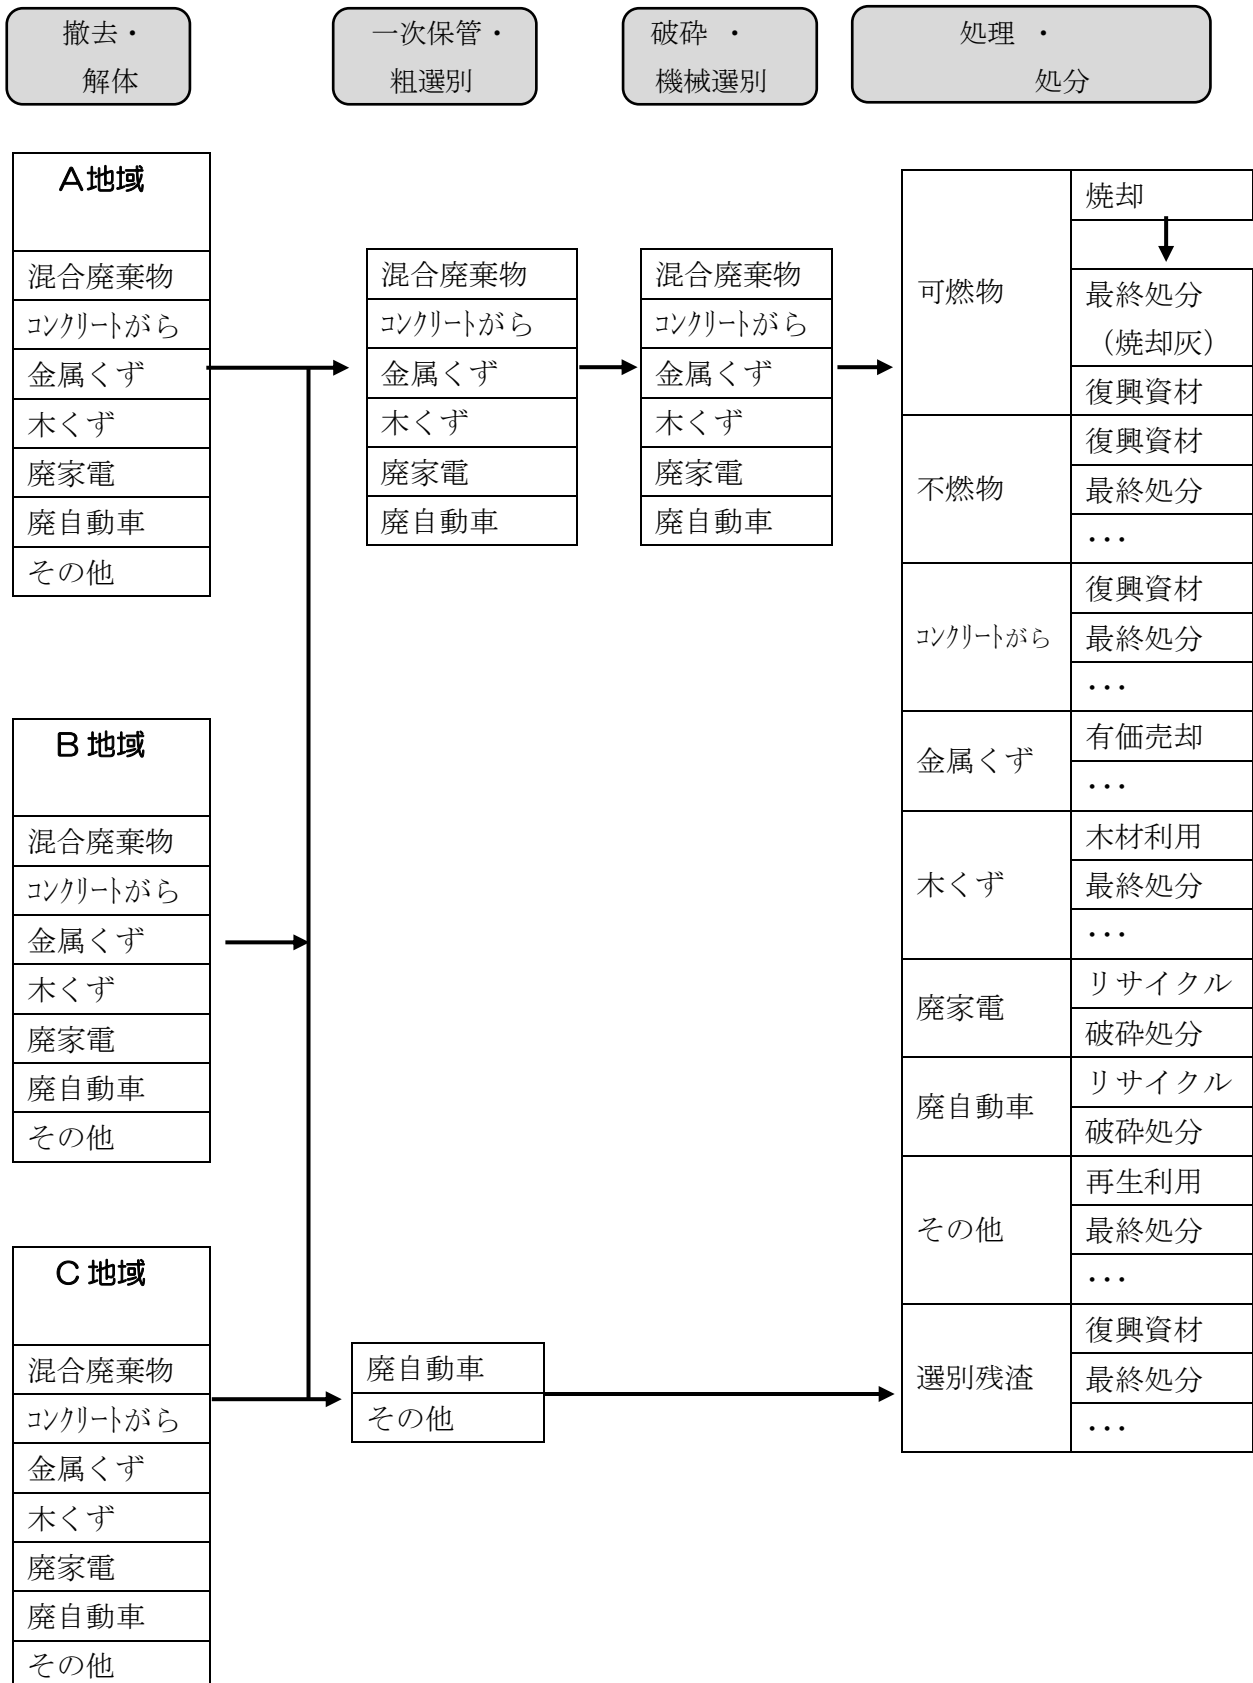 撤去・
解体
一次保管・
粗選別
破砕 ・
機械選別
処理 ・
処分
A地域
混合廃棄物
コンクリートがら
金属くず
木くず
廃家電
廃自動車
その他
B地域
混合廃棄物
コンクリートがら
金属くず
木くず
廃家電
廃自動車
その他
C地域
混合廃棄物
コンクリートがら
金属くず
木くず
廃家電
廃自動車
その他
混合廃棄物
コンクリートがら
金属くず
木くず
廃家電
廃自動車
廃自動車
その他
混合廃棄物
コンクリートがら
金属くず
木くず
廃家電
廃自動車
可燃物
焼却
最終処分
（焼却灰）
復興資材
不燃物
復興資材
最終処分
・・・
コンクリートがら
復興資材
最終処分
・・・
金属くず
有価売却
・・・
木くず
木材利用
最終処分
・・・
廃家電
リサイクル
破砕処分
廃自動車
リサイクル
破砕処分
その他
再生利用
最終処分
・・・
選別残渣
復興資材
最終処分
・・・